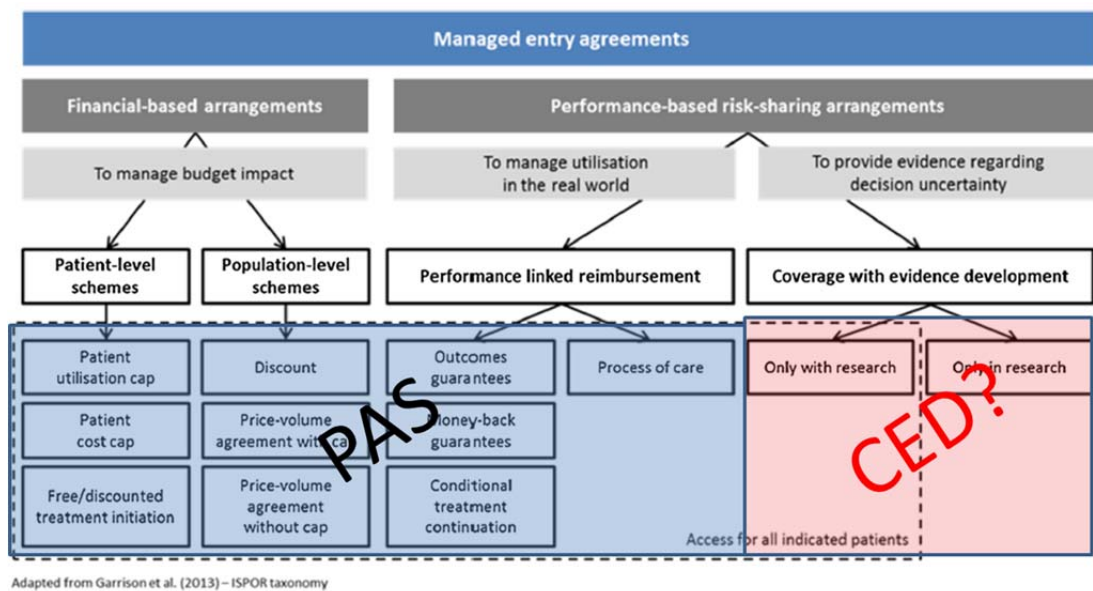 Managed entry agreements
Financial-based arrangements
Performance-based risk-sharing arrangements
To manage budget impact
To manage utilisation
in the real world
To provide evidence regarding
decision uncertainty
Patient-level
schemes
Population-level
schemes
Performance linked reimbursement
Coverage with evidence development
Patient
utilisation cap
Discount
Outcomes
guarantees
Process of care
Only with research
Only in research
Patient
cost cap
Price-volume
agreement with cap
Money-back
guarantees
Free/discounted
treatment initiation
Price-volume
agreement
without cap
Conditional
treatment
continuation
PAS
CED?
Access for all indicated patients
Adapted from Garrison et al. (2013) – ISPOR taxonomy